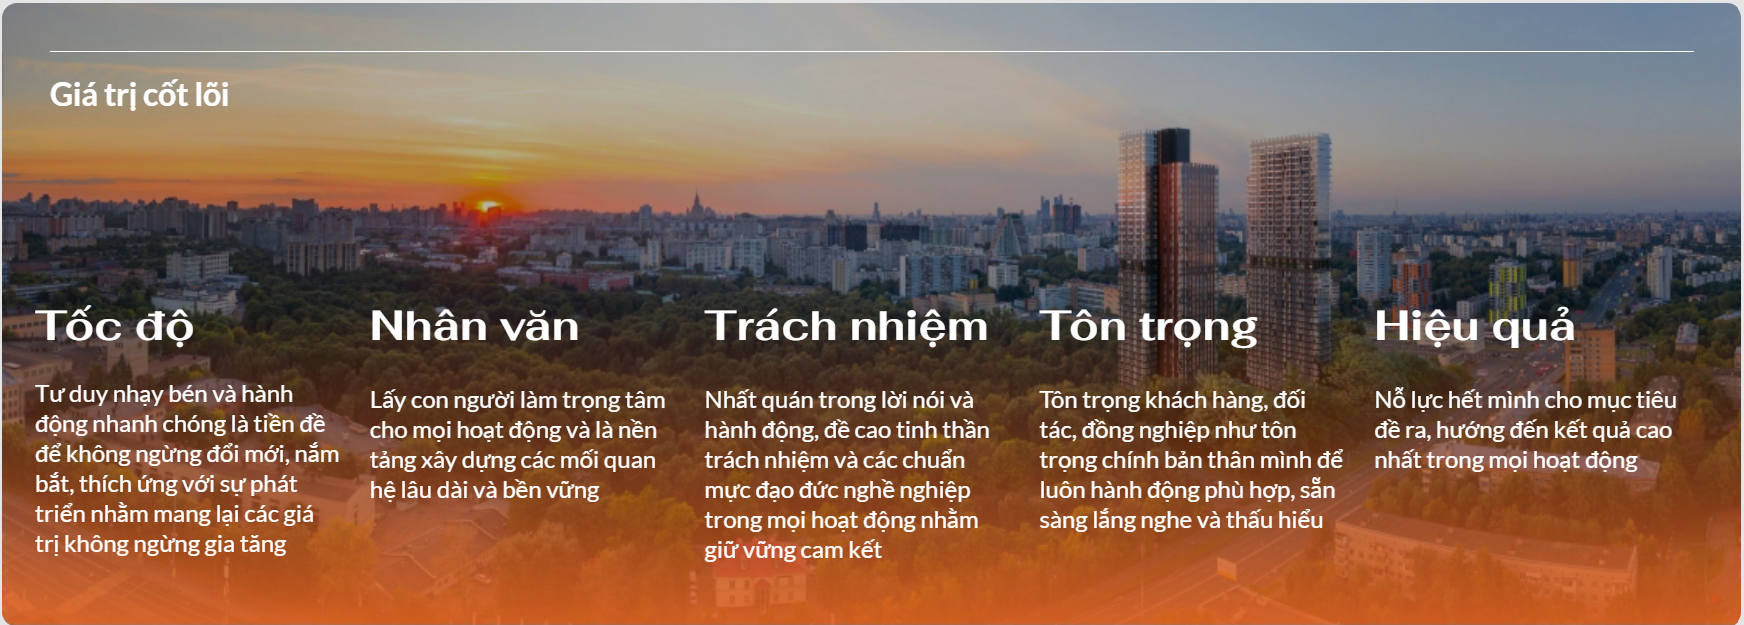 Giá trị cốt lõi
Tốc độ
Tư duy nhạy bén và hành
động nhanh chóng là tiền đề
để không ngừng đổi mới, nắm
bắt, thích ứng với sự phát
triển nhằm mang lại các giá
trị không ngừng gia tăng
Nhân văn
Lấy con người làm trọng tâm
cho mọi hoạt động và là nền
tảng xây dựng các mối quan
hệ lâu dài và bền vững
Trách nhiệm
Nhất quán trong lời nói và
hành động, đề cao tinh thần
trách nhiệm và các chuẩn
mực đạo đức nghề nghiệp
trong mọi hoạt động nhằm
giữ vững cam kết
Tôn trọng
Tôn trọng khách hàng, đối
tác, đồng nghiệp như tôn
trọng chính bản thân mình để
luôn hành động phù hợp, sẵn
sàng lắng nghe và thấu hiểu
Hiệu quả
Nỗ lực hết mình cho mục tiêu
đề ra, hướng đến kết quả cao
nhất trong mọi hoạt động